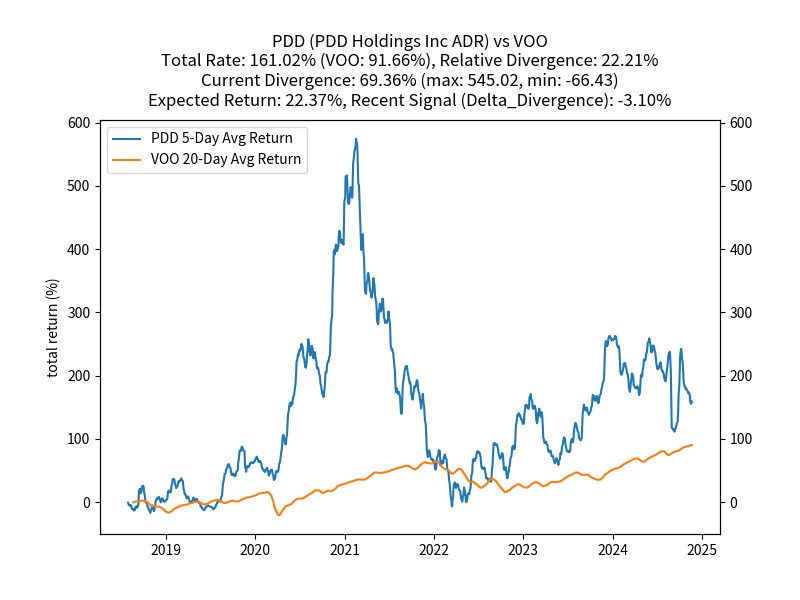 PDD (PDD Holdings Inc ADR) vs VOO
Total Rate: 161.02% (VOO: 91.66%), Relative Divergence: 22.21%
Current Divergence: 69.36% (max: 545.02, min: -66.43)
Expected Return: 22.37%, Recent Signal (Delta_Divergence): -3.10%
PDD 5-Day Avg Return
VOO 20-Day Avg Return
total return (%)
600
500
400
300
200
100
0
600
500
400
300
200
100
0
2019 2020 2021 2022 2023 2024 2025